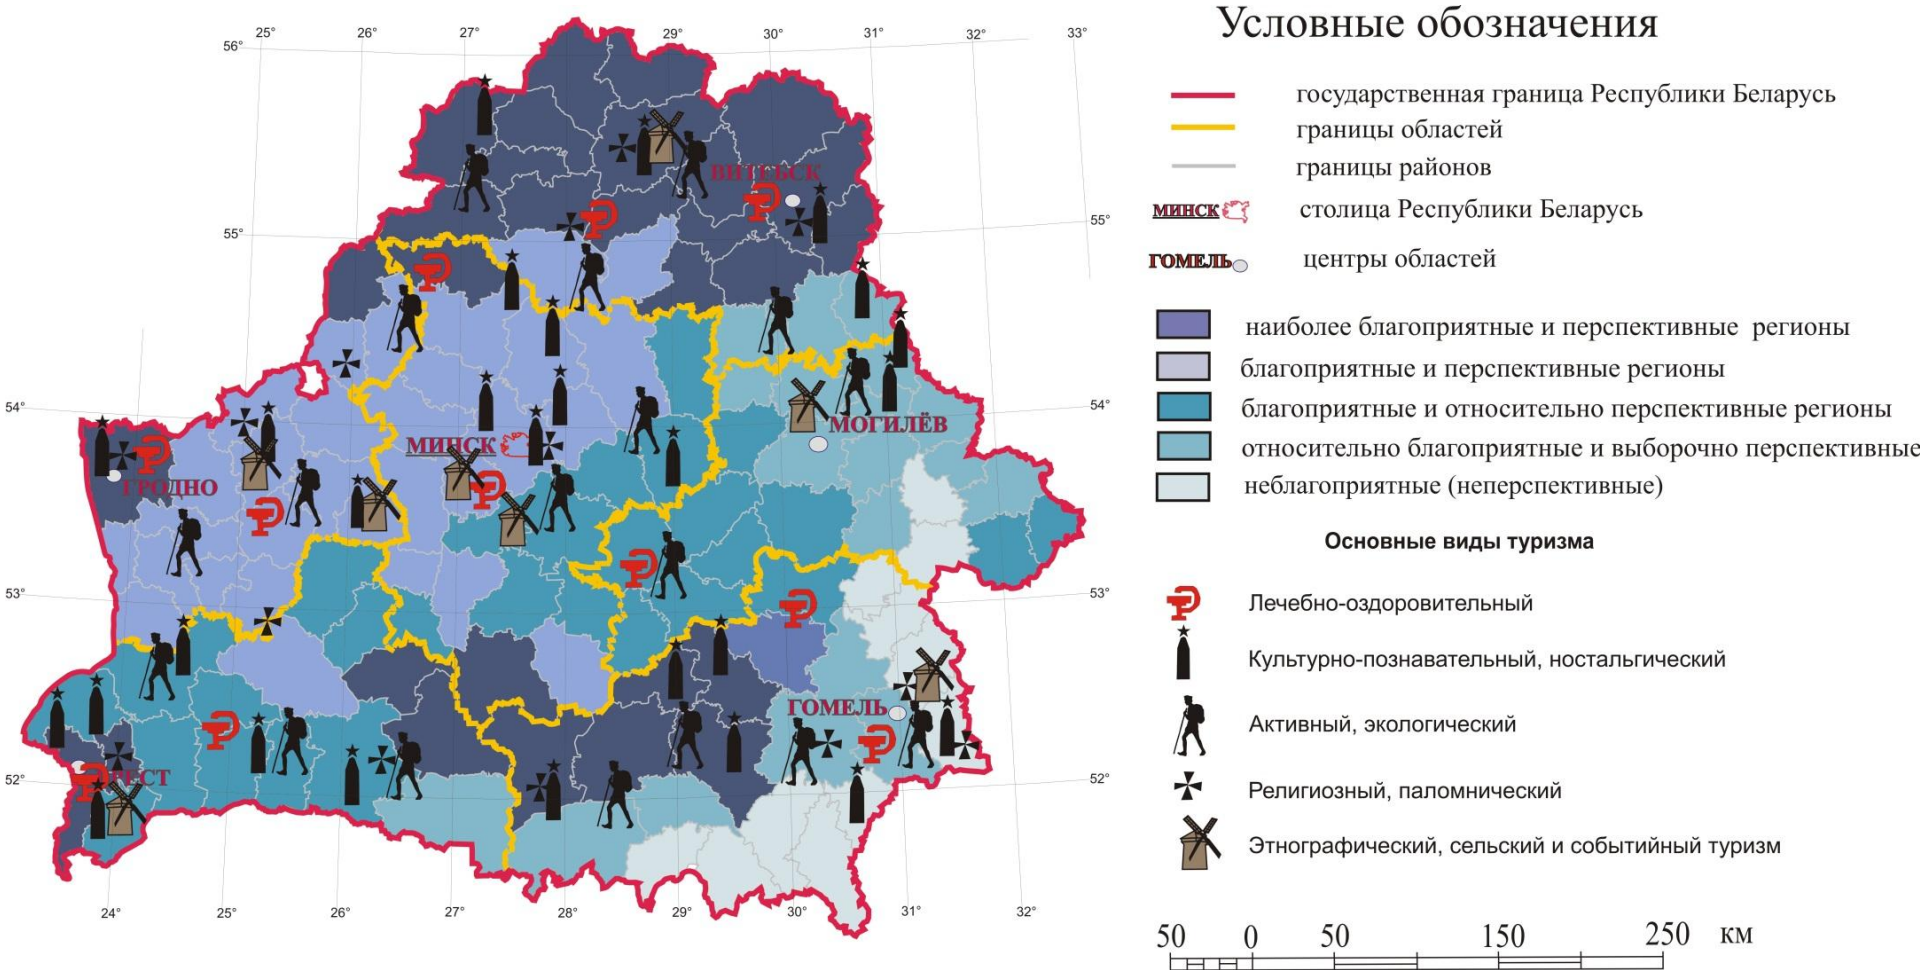 Условные обозначения
государственная граница Республики Беларусь
границы областей
границы районов
МИНСК столица Республики Беларусь
ГОМЕЛЬ центры областей
наиболее благоприятные и перспективные регионы
благоприятные и перспективные регионы
благоприятные и относительно перспективные регионы
относительно благоприятные и выборочно перспективные
неблагоприятные (неперспективные)
Основные виды туризма
Лечебно-оздоровительный
Культурно-познавательный, ностальгический
Активный, экологический
Религиозный, паломнический
Этнографический, сельский и событийный туризм
50 0 50 150 250 км
25° 26° 27° 28° 29° 30° 31° 32° 33°
56°
ВИТЕБСК
55° 55°
54° 54°
МОГИЛЁВ
МИНСК
ГРОДНО
53° 53°
ГОМЕЛЬ
52° 52°
24° 25° 26° 27° 28° 29° 30° 31° 32°